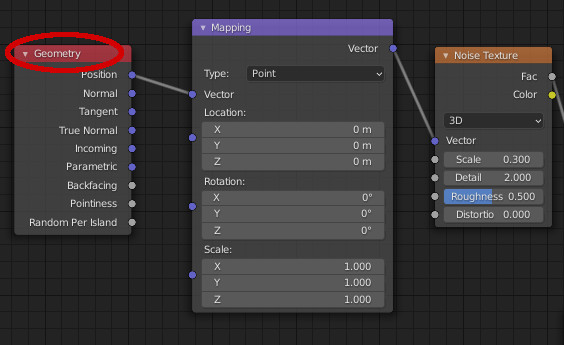 Geometry
Position
Normal
Tangent
True Normal
Incoming
Parametric
Backfacing
Pointiness
Random Per Island
Mapping
Vector
Type: Point
Vector
Location:
X 0 m
Y 0 m
Z 0 m
Rotation:
X 0°
Y 0°
Z 0°
Scale:
X 1.000
Y 1.000
Z 1.000
Noise Texture
Fac
Color
3D
Vector
Scale 0.300
Detail 2.000
Roughness 0.500
Distortio 0.000